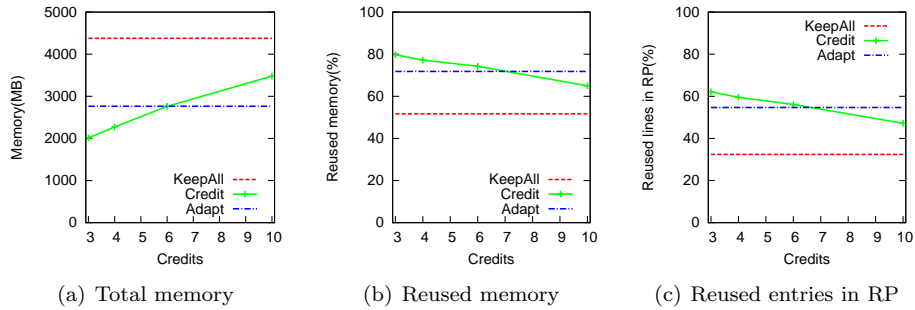 5000
4000
3000
2000
1000
0
Memory(MB)
KeepAll
Credit
Adapt
3 4 5 6 7 8 9 10
Credits
(a) Total memory
100
80
60
40
20
0
Reused memory(%)
KeepAll
Credit
Adapt
3 4 5 6 7 8 9 10
Credits
(b) Reused memory
100
80
60
40
20
0
Reused lines in RP(%)
KeepAll
Credit
Adapt
3 4 5 6 7 8 9 10
Credits
(c) Reused entries in RP